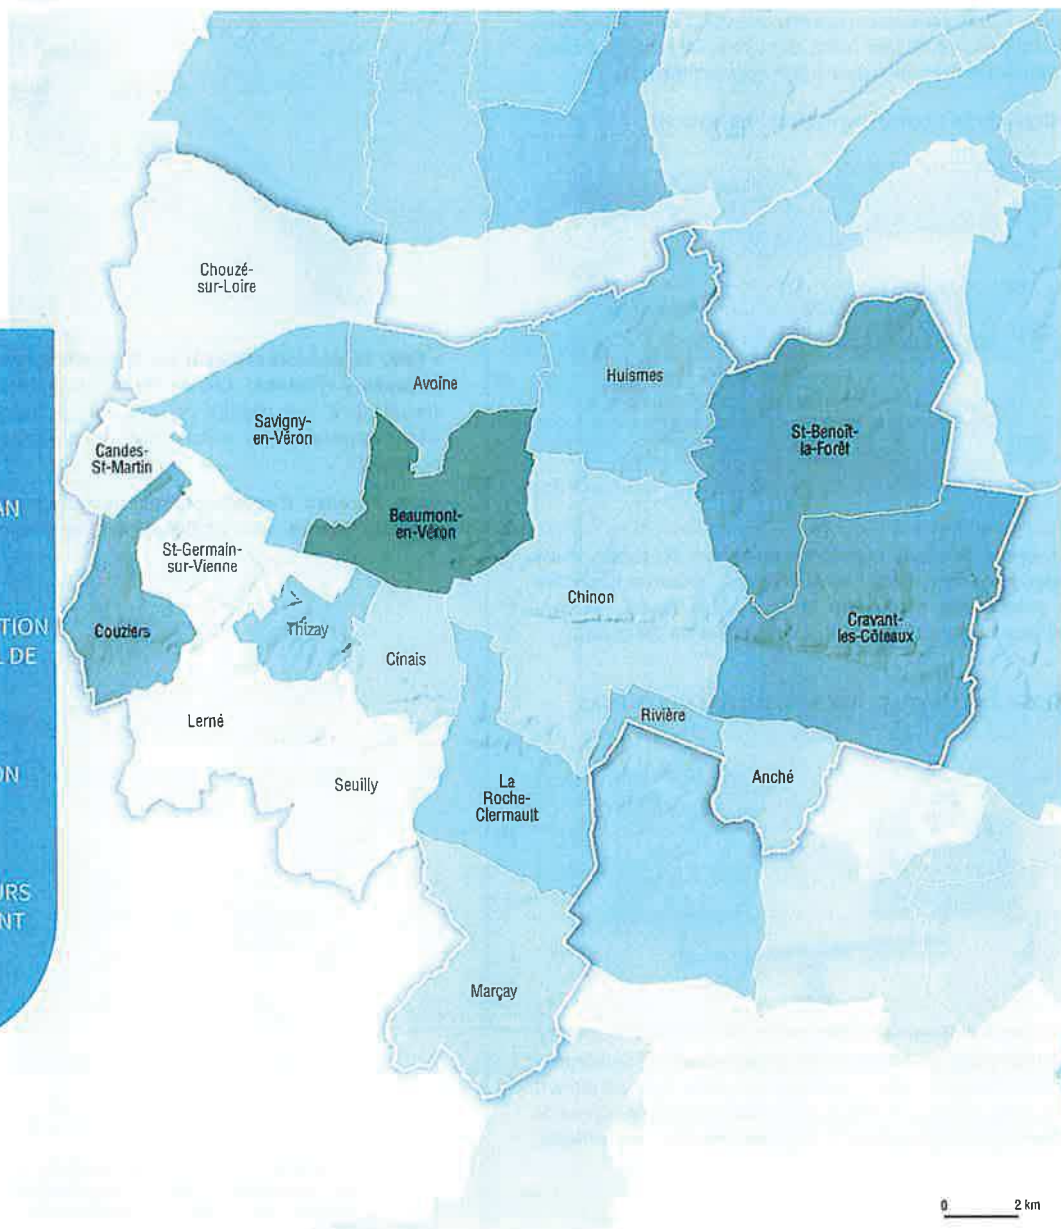 Chouzé-
sur-Loire
Avoine
Huismes
Savigny-
en-Véron
St-Benoît-
la-Forêt
Candes-
St-Martin
AN
Beaumont-
en-Véron
St-Germain-
sur-Vienne
Chinon
TION
L DE
Couziers
Thizay
Cravant-
les-Côteaux
Cinais
Lerné
Rivière
ON
Seuilly
La
Roche-
Clermault
Anché
URS
NT
Marçay
0 2 km